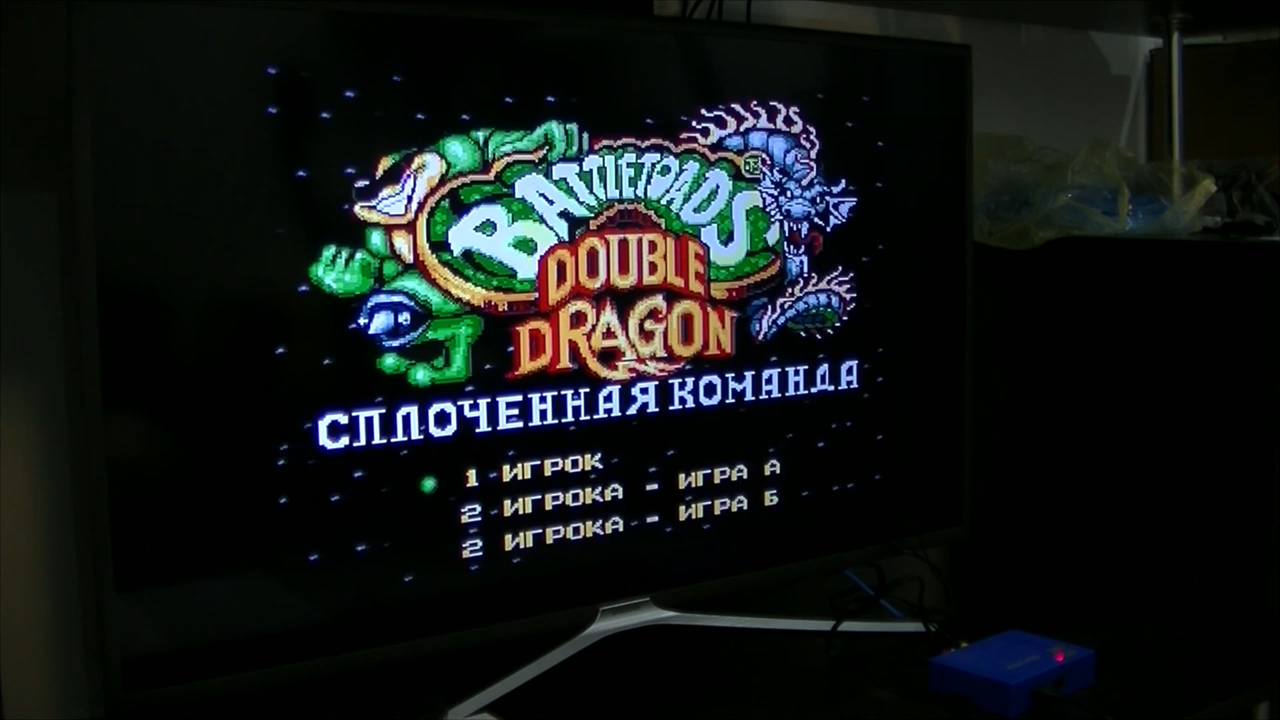 BATTLETOADS
DOUBLE
DRAGON
СПЛОЧЕННАЯ КОМАНДА
1 ИГРОК
2 ИГРОКА - ИГРА А
2 ИГРОКА - ИГРА Б